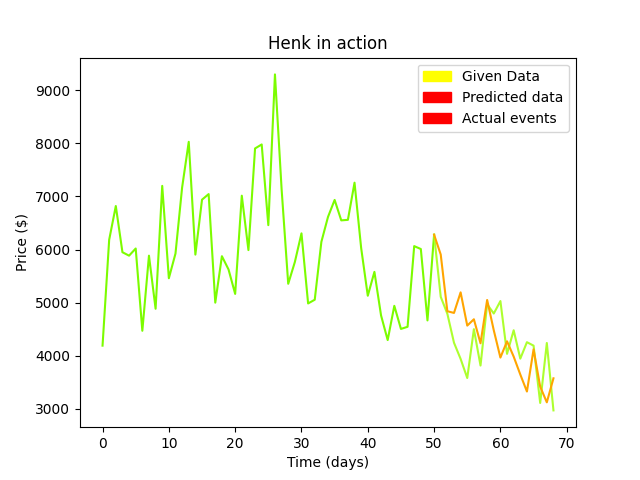 Henk in action
Given Data
Predicted data
Actual events
Price ($)
9000
8000
7000
6000
5000
4000
3000
0 10 20 30 40 50 60 70
Time (days)